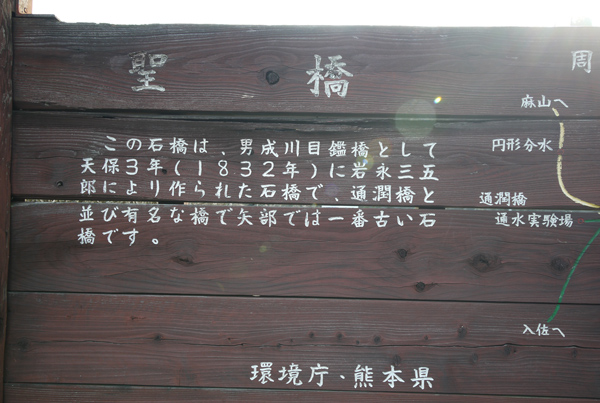 聖橋
この石橋は、男成川目鑑橋として
天保3年(1832年)に岩永三五
郎により作られた石橋で、通潤橋と
並び有名な橋で矢部では一番古い石
橋です。
環境庁、熊本県
周
麻山へ
円形分水
通潤橋
通水実験場
入佐へ